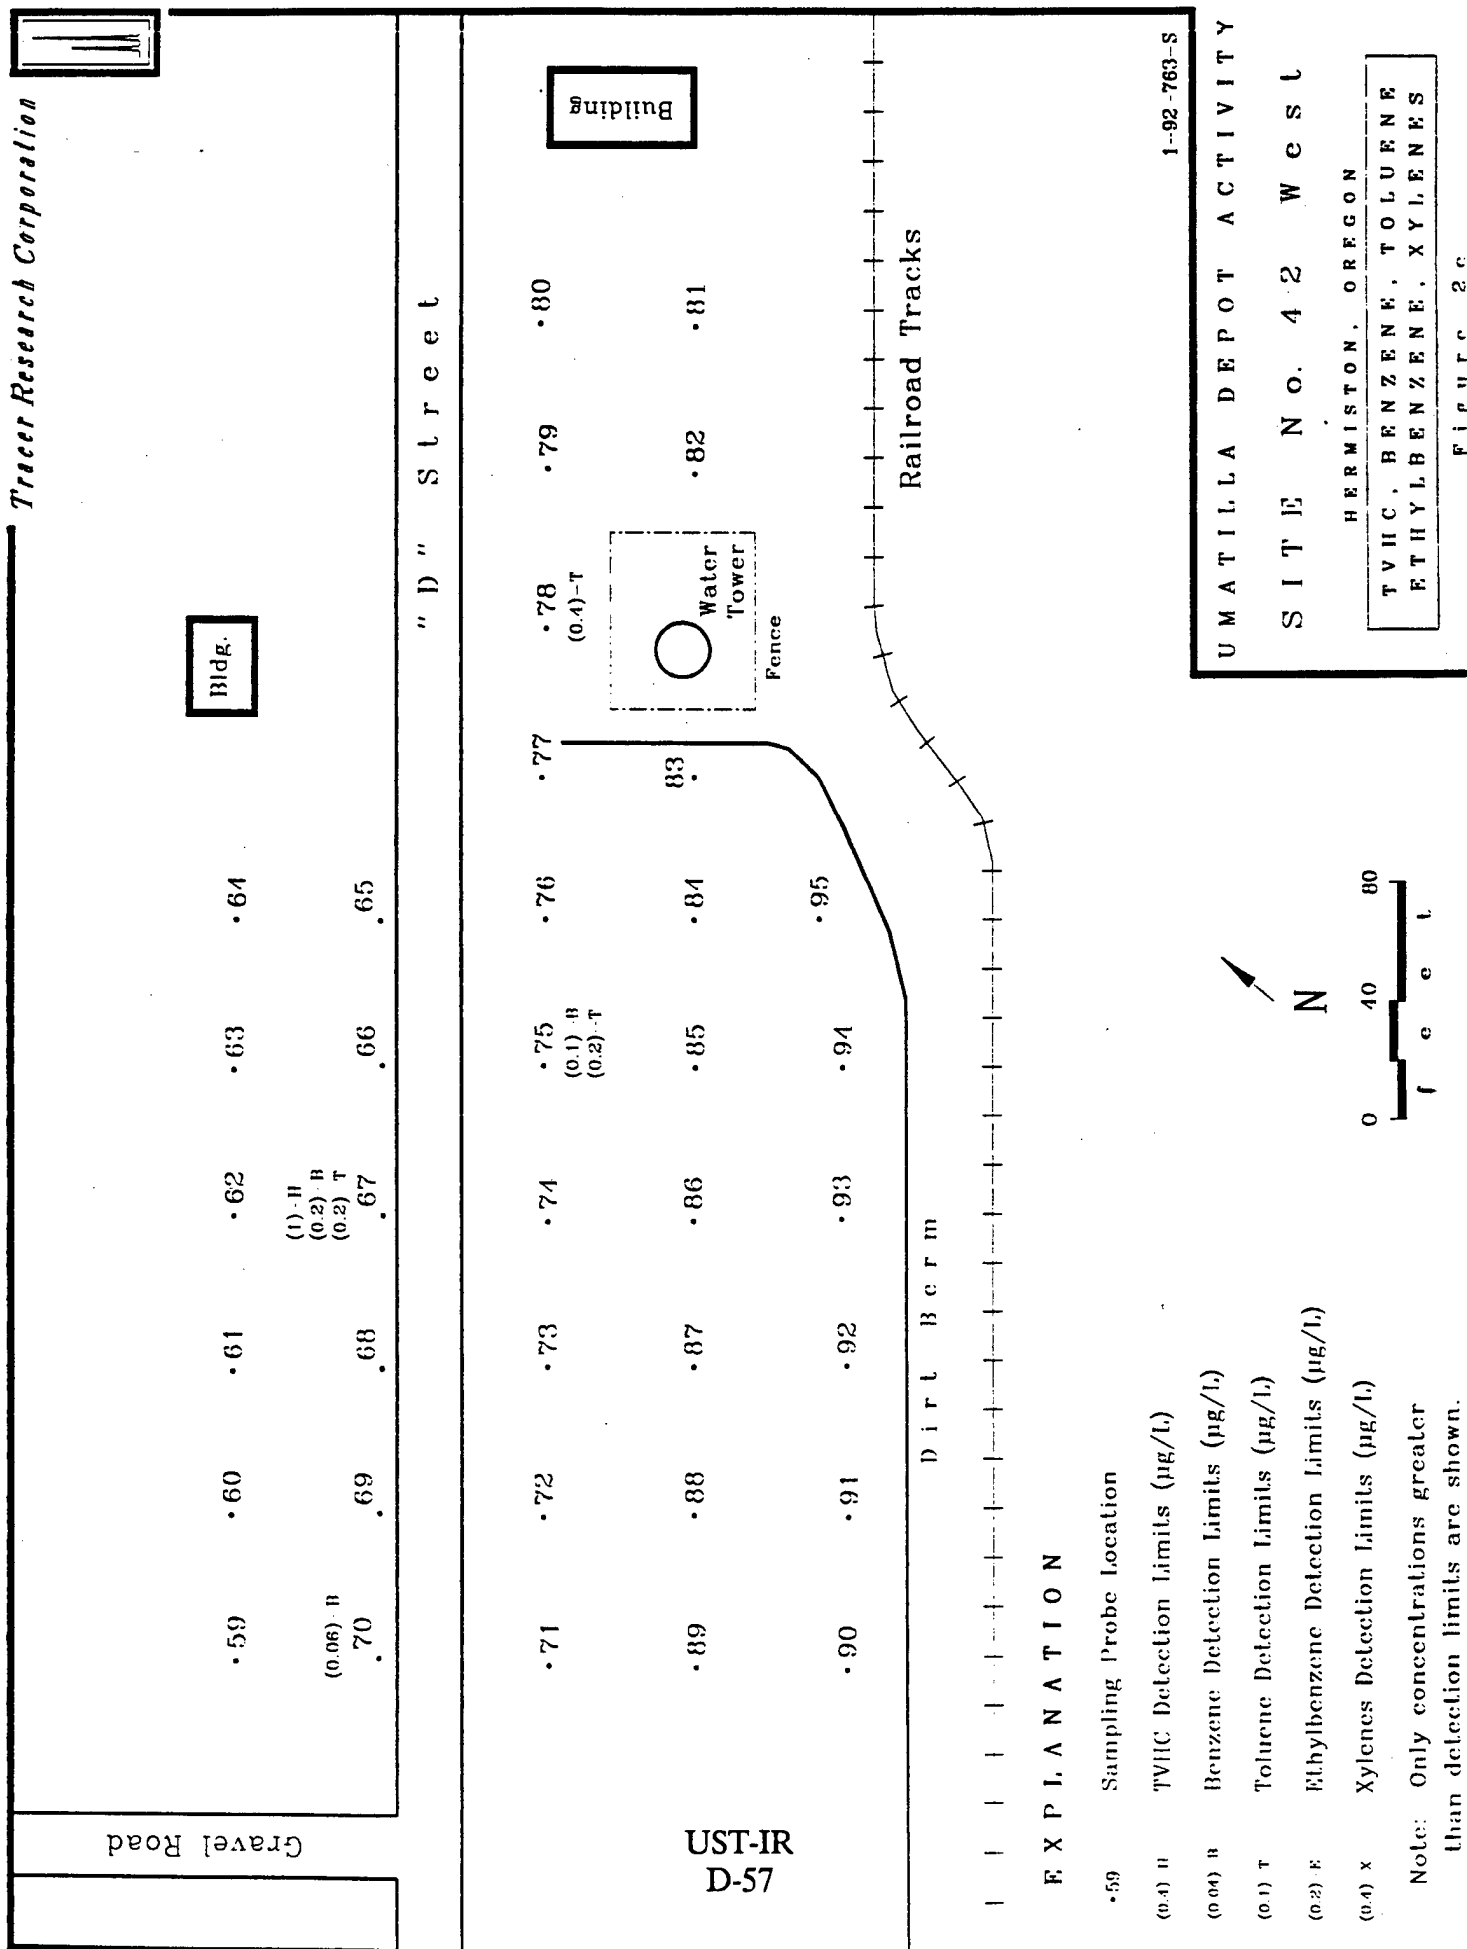 Tracer Research Corporation
Gravel Road
Bldg.
•59
•60
•61
•62
•63
•64
(0.06)-B
70
69
68
(1)-H
(0.2)-B
(0.2) T
67
66
65
"D" Street
•71
•72
•73
•74
•75
(0.1)-B
(0.2)-T
•76
•77
•78
(0.4)-T
•79
•80
Building
•89
•88
•87
•86
•85
•84
83
Water
Tower
Fence
•82
•81
•90
•91
•92
•93
•94
•95
Dirt Berm
Railroad Tracks
UST-IR
D-57
EXPLANATION
•59 Sampling Probe Location
(0.4) H TVHC Detection Limits (µg/L)
(0.04) B Benzene Detection Limits (µg/L)
(0.1) T Toluene Detection Limits (µg/L)
(0.2)-E Ethylbenzene Detection Limits (µg/L)
(0.4) X Xylenes Detection Limits (µg/L)
Note: Only concentrations greater
than detection limits are shown.
N
0 40 80
feet
1-92-763-S
UMATILLA DEPOT ACTIVITY
SITE No. 42 West
HERMISTON, OREGON
TVHC, BENZENE, TOLUENE
ETHYLBENZENE, XYLENES
Figure 2c